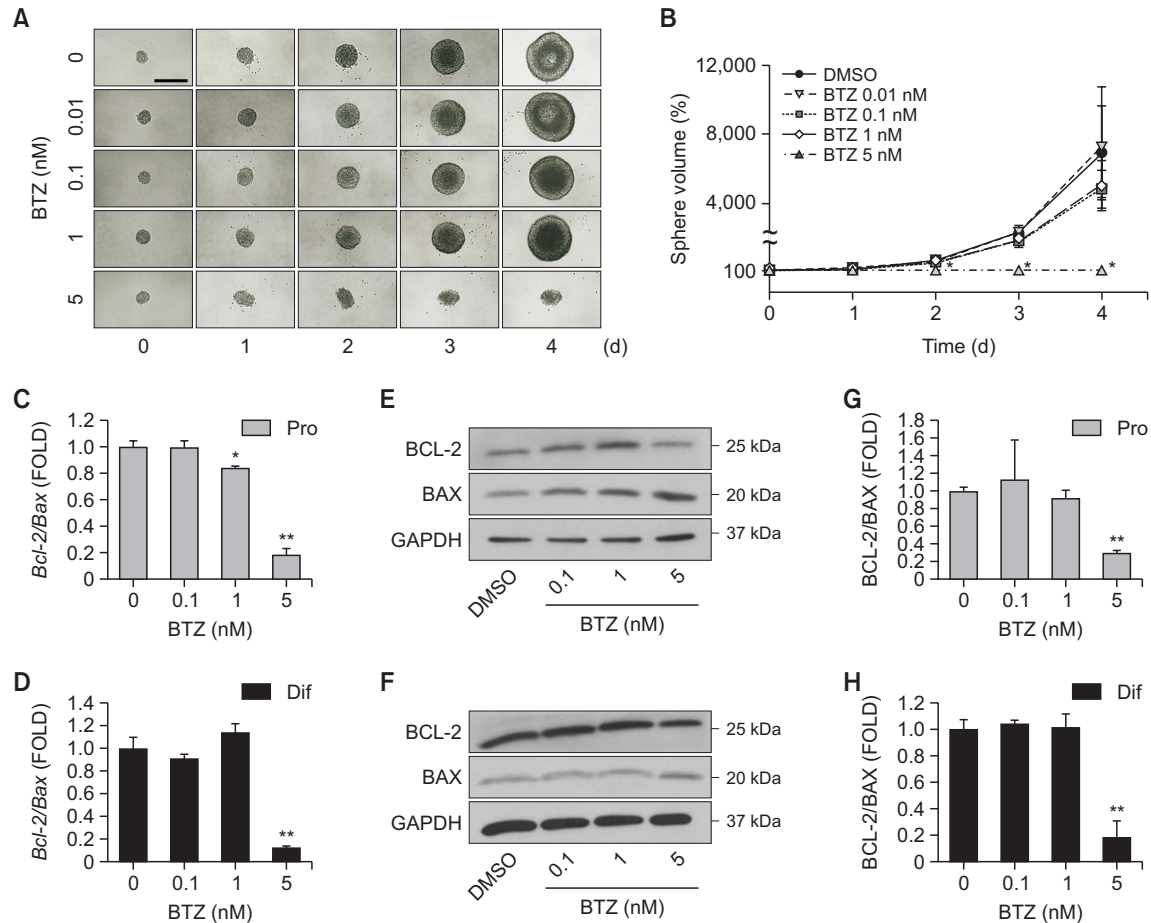 A
BTZ (nM)
0
0.01
0.1
1
5
0 1 2 3 4 (d)
B
Sphere volume (%)
12,000
8,000
4,000
100
DMSO
BTZ 0.01 nM
BTZ 0.1 nM
BTZ 1 nM
BTZ 5 nM
* * *
0 1 2 3 4
Time (d)
C
Bcl-2/Bax (FOLD)
1.2
1.0
0.8
0.6
0.4
0.2
0
Pro
*
**
0 0.1 1 5
BTZ (nM)
D
Bcl-2/Bax (FOLD)
1.4
1.2
1.0
0.8
0.6
0.4
0.2
0
Dif
**
0 0.1 1 5
BTZ (nM)
E
BCL-2 25 kDa
BAX 20 kDa
GAPDH 37 kDa
DMSO 0.1 1 5
BTZ (nM)
F
BCL-2 25 kDa
BAX 20 kDa
GAPDH 37 kDa
DMSO 0.1 1 5
BTZ (nM)
G
BCL-2/BAX (FOLD)
1.8
1.6
1.4
1.2
1.0
0.8
0.6
0.4
0.2
0
Pro
**
0 0.1 1 5
BTZ (nM)
H
BCL-2/BAX (FOLD)
1.2
1.0
0.8
0.6
0.4
0.2
0
Dif
**
0 0.1 1 5
BTZ (nM)